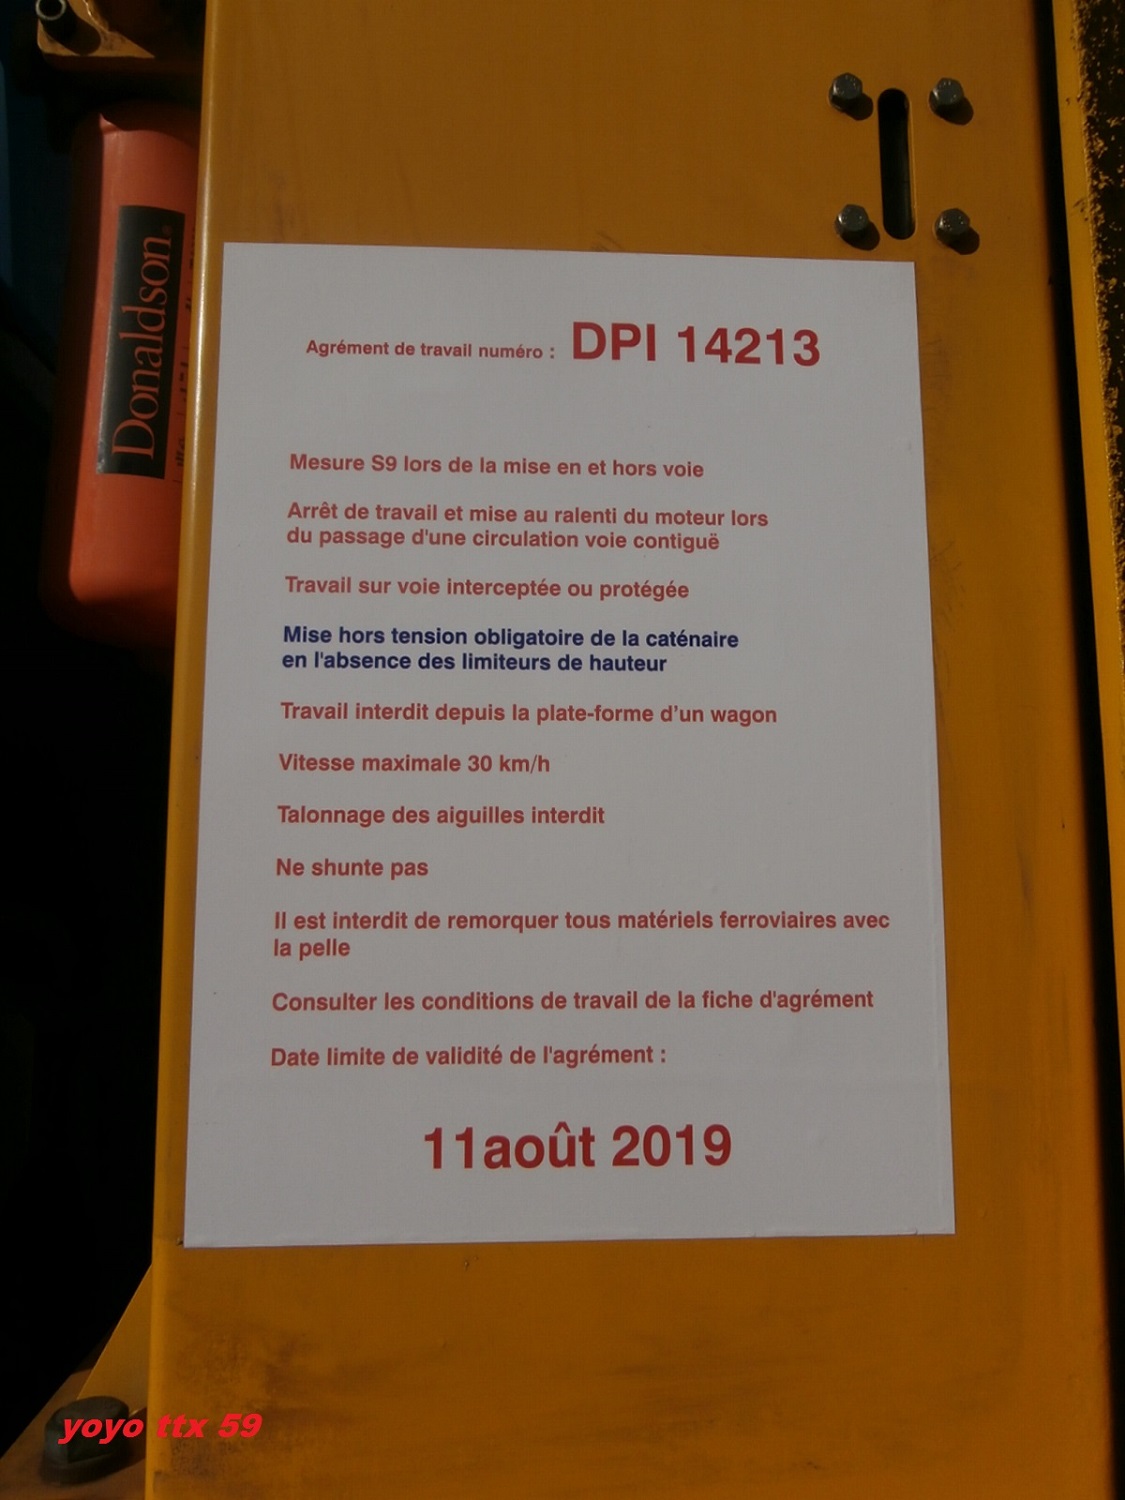 Donaldson
Agrément de travail numéro : DPI 14213
Mesure S9 lors de la mise en et hors voie
Arrêt de travail et mise au ralenti du moteur lors
du passage d'une circulation voie contiguë
Travail sur voie interceptée ou protégée
Mise hors tension obligatoire de la caténaire
en l'absence des limiteurs de hauteur
Travail interdit depuis la plate-forme d'un wagon
Vitesse maximale 30 km/h
Talonnage des aiguilles interdit
Ne shunte pas
Il est interdit de remorquer tous matériels ferroviaires avec
la pelle
Consulter les conditions de travail de la fiche d'agrément
Date limite de validité de l'agrément :
11août 2019
yoyo ttx 59